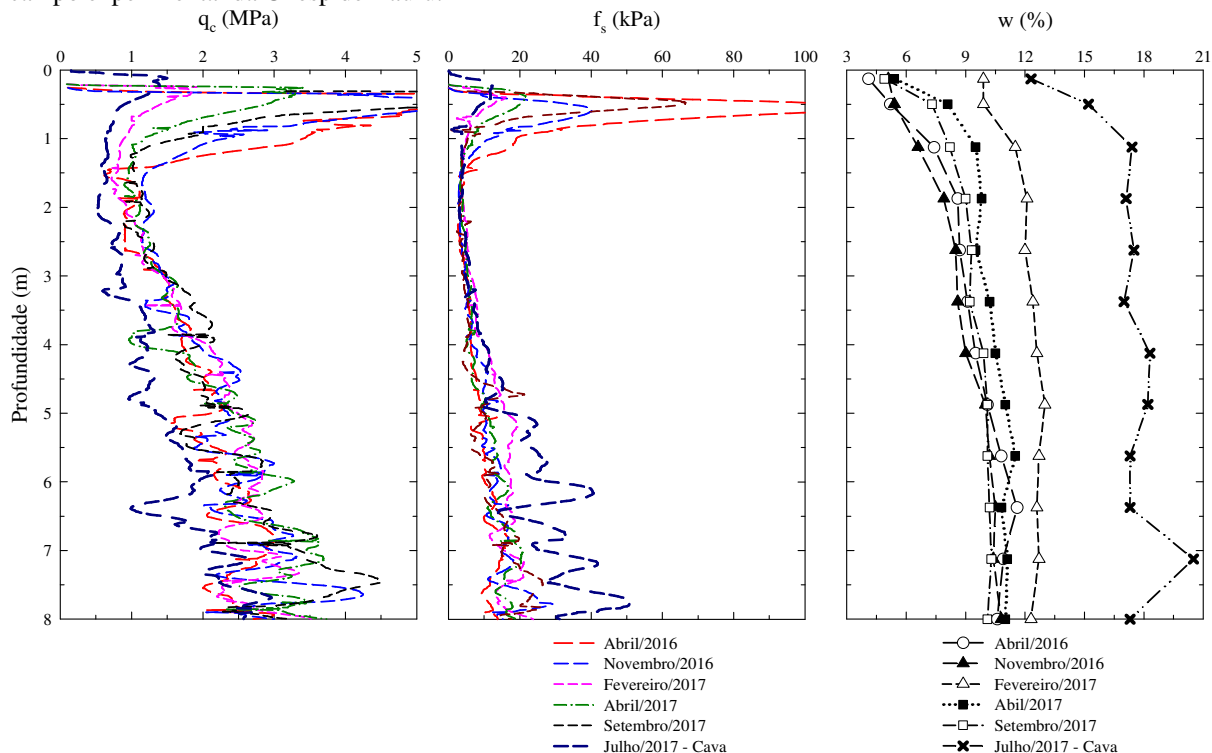 q_c (MPa) f_s (kPa) w (%)
0 1 2 3 4 5 0 20 40 60 80 100 3 6 9 12 15 18 21
0
1
2
3
4
5
6
7
8
Profundidade (m)
Abril/2016
Novembro/2016
Fevereiro/2017
Abril/2017
Setembro/2017
Julho/2017 - Cava
Abril/2016
Novembro/2016
Fevereiro/2017
Abil/2017
Setembro/2017
Julho/2017 - Cava